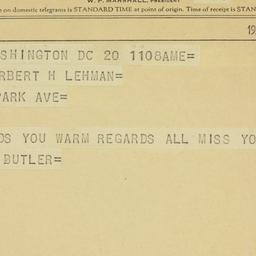 W. P. MARSHALL, PRESIDENT
e on domestic telegrams is STANDARD TIME at point of origin. Time of receipt is STAN
19
SHINGTON DC 20 1108AME=
RBERT H LEHMAN=
PARK AVE=
DS YOU WARM REGARDS ALL MISS YO
BUTLER=